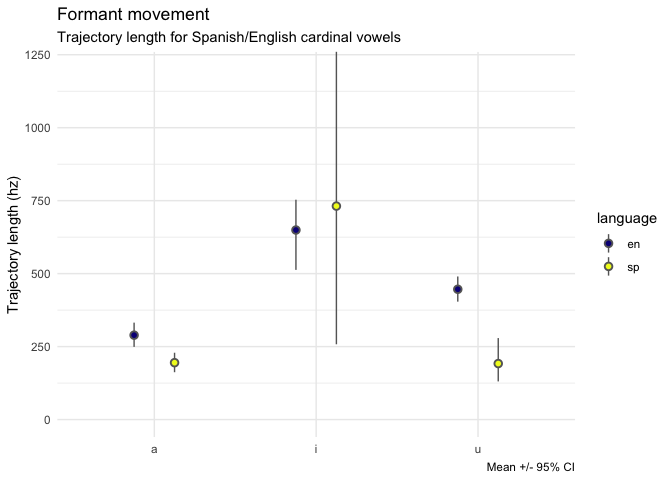 Formant movement
Trajectory length for Spanish/English cardinal vowels
Trajectory length (hz)
1250
1000
750
500
250
0
a
i
u
language
en
sp
Mean +/- 95% CI